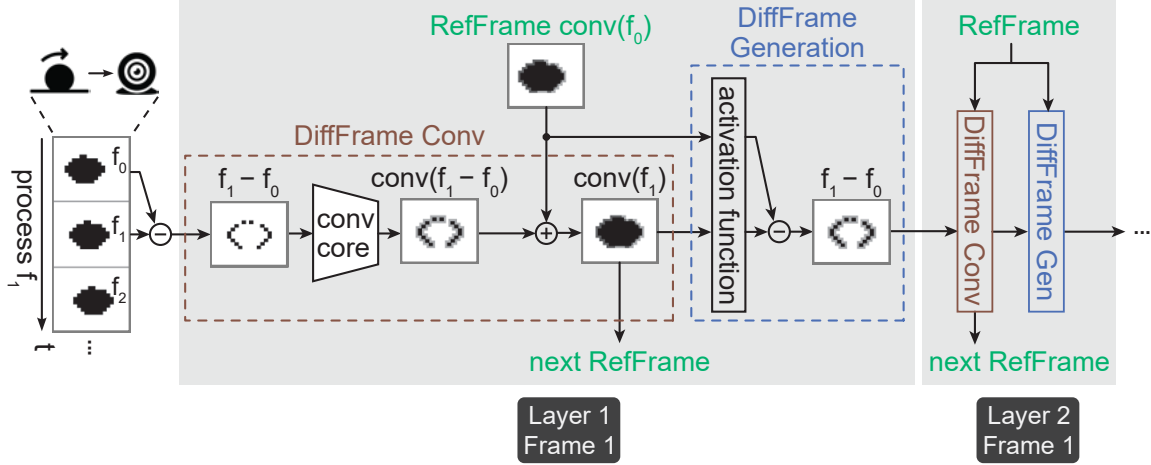 RefFrame conv(f₀)
DiffFrame
Generation
RefFrame
DiffFrame Conv
process f₁
t
f₀
f₁
f₂
...
−
f₁ − f₀
conv
core
conv(f₁ − f₀)
+
conv(f₁)
activation function
−
f₁ − f₀
DiffFrame Conv
DiffFrame Gen
...
next RefFrame
next RefFrame
Layer 1
Frame 1
Layer 2
Frame 1